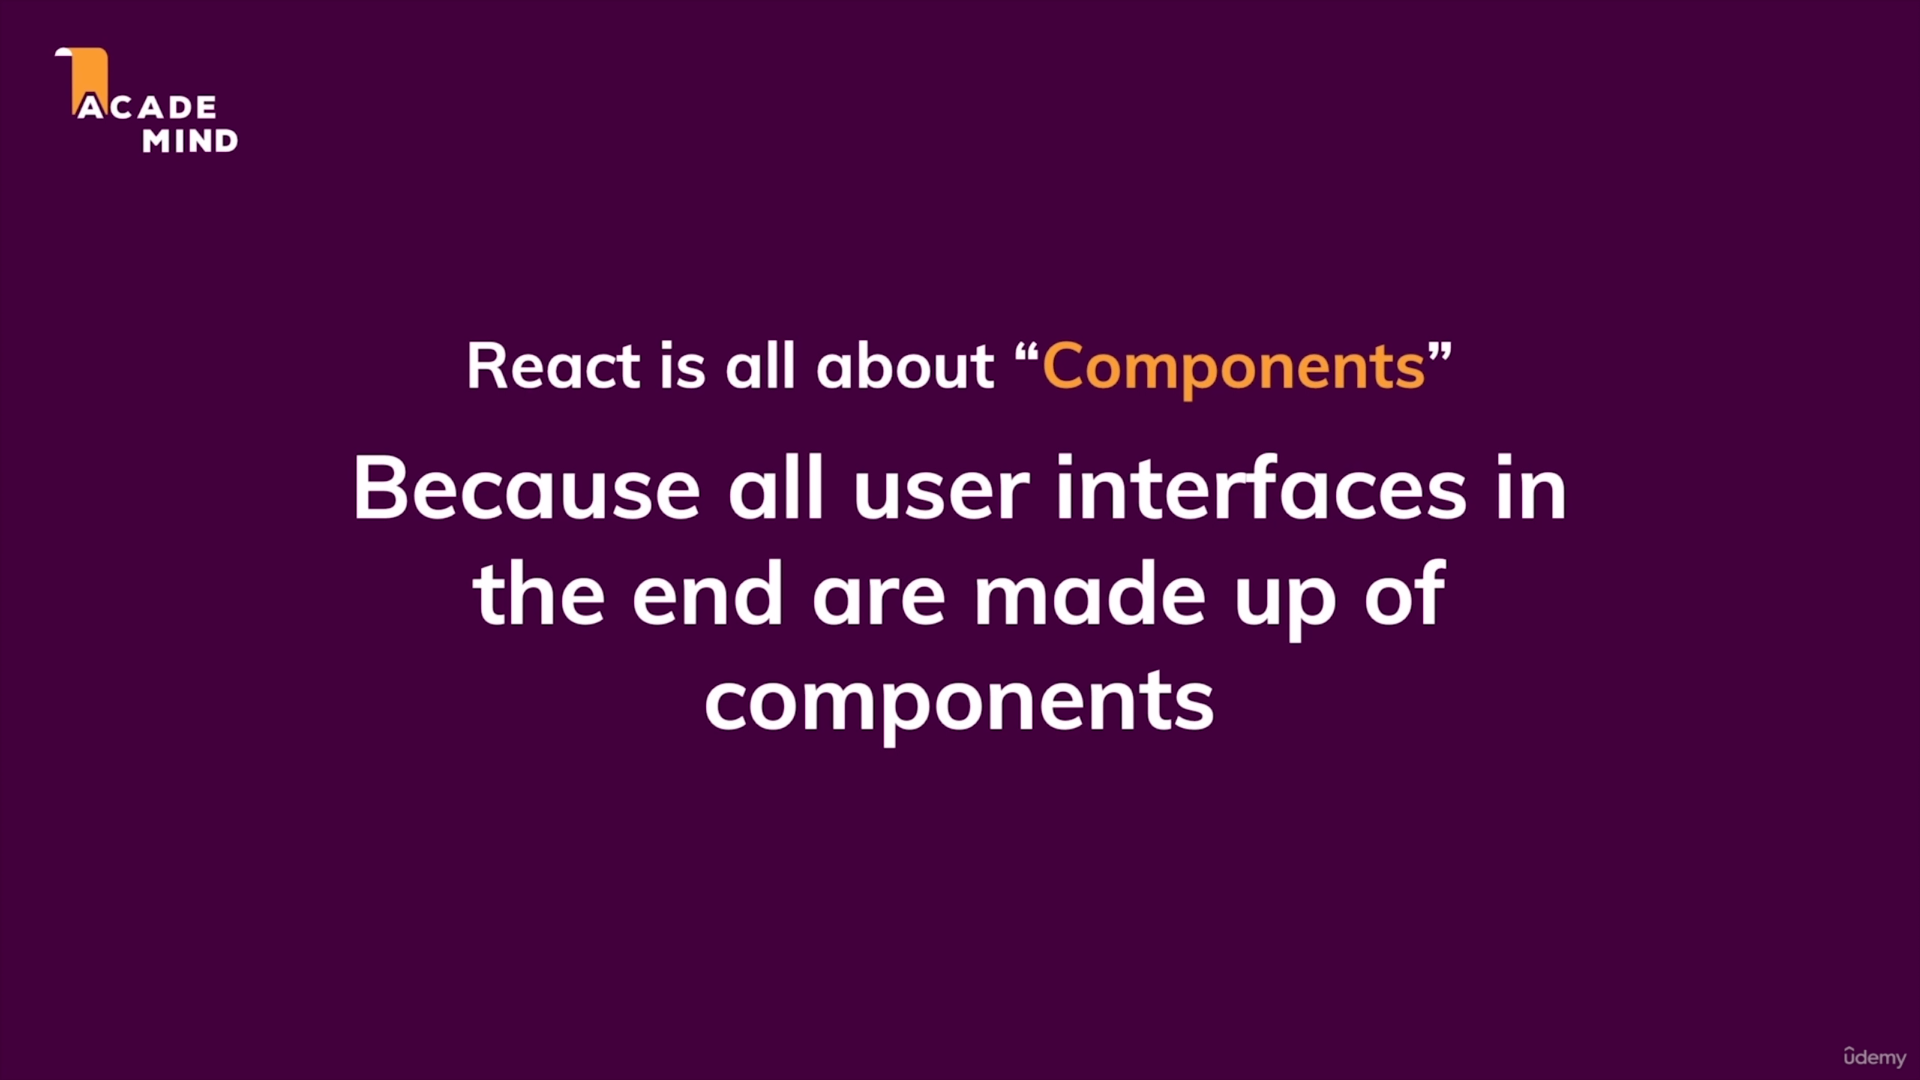 ACADE
MIND
React is all about “Components”
Because all user interfaces in
the end are made up of
components
ûdemy